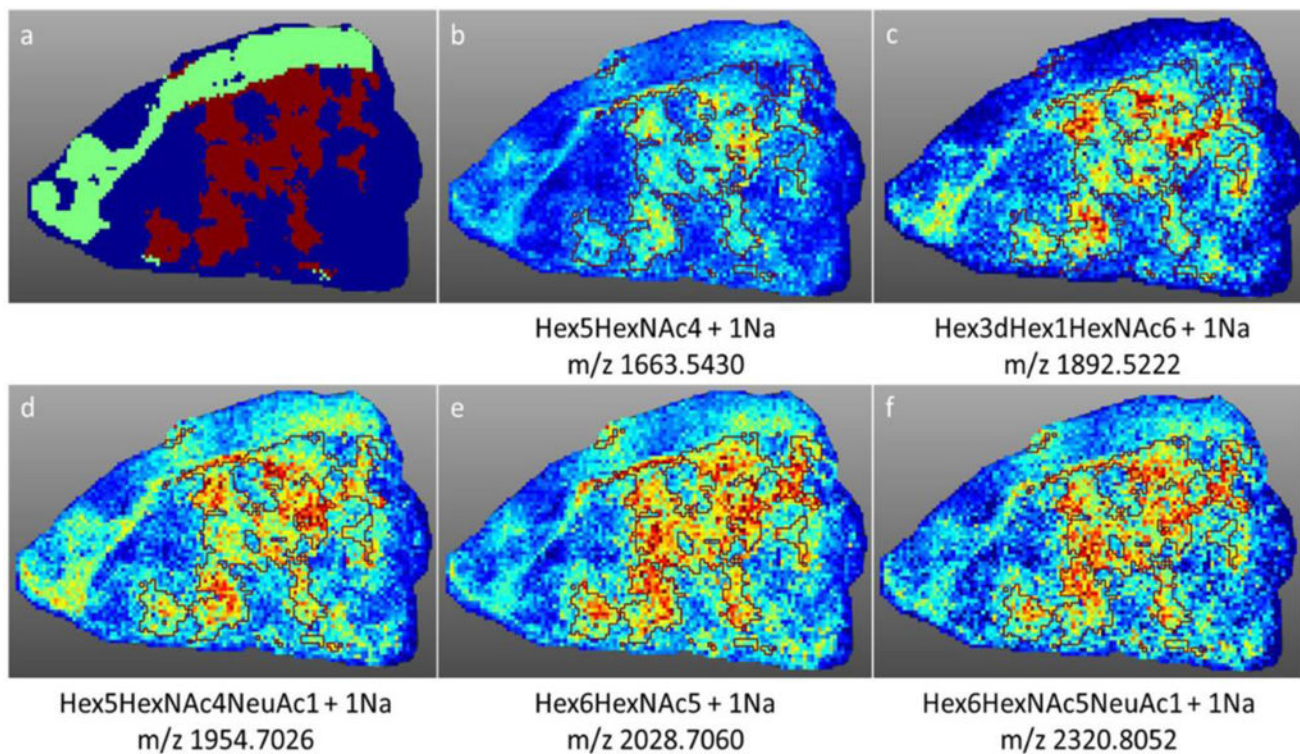 a
b
c
Hex5HexNAc4 + 1Na
m/z 1663.5430
Hex3dHex1HexNAc6 + 1Na
m/z 1892.5222
d
e
f
Hex5HexNAc4NeuAc1 + 1Na
m/z 1954.7026
Hex6HexNAc5 + 1Na
m/z 2028.7060
Hex6HexNAc5NeuAc1 + 1Na
m/z 2320.8052